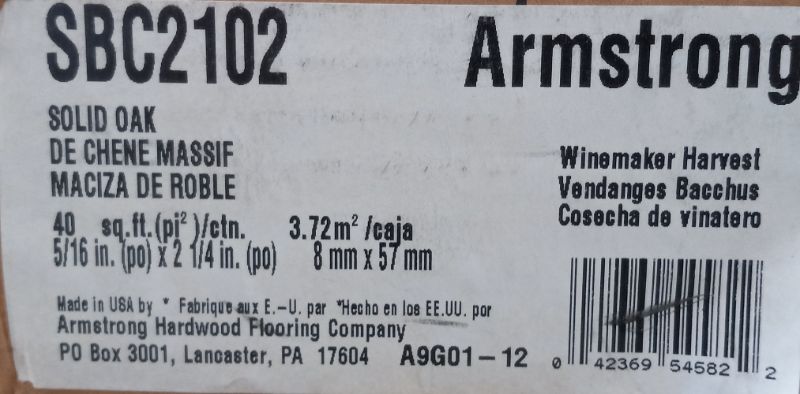 SBC2102 Armstrong
SOLID OAK
DE CHENE MASSIF
MACIZA DE ROBLE
Winemaker Harvest
Vendanges Bacchus
Cosecha de vinatero
40 sq.ft.(pi²)/ctn. 3.72m² /caja
5/16 in. (po) x 2 1/4 in. (po) 8 mm x 57 mm
Made in USA by * Fabrique aux E.-U. par *Hecho en los EE.UU. por
Armstrong Hardwood Flooring Company
PO Box 3001, Lancaster, PA 17604 A9G01-12
0 42369 54582 2